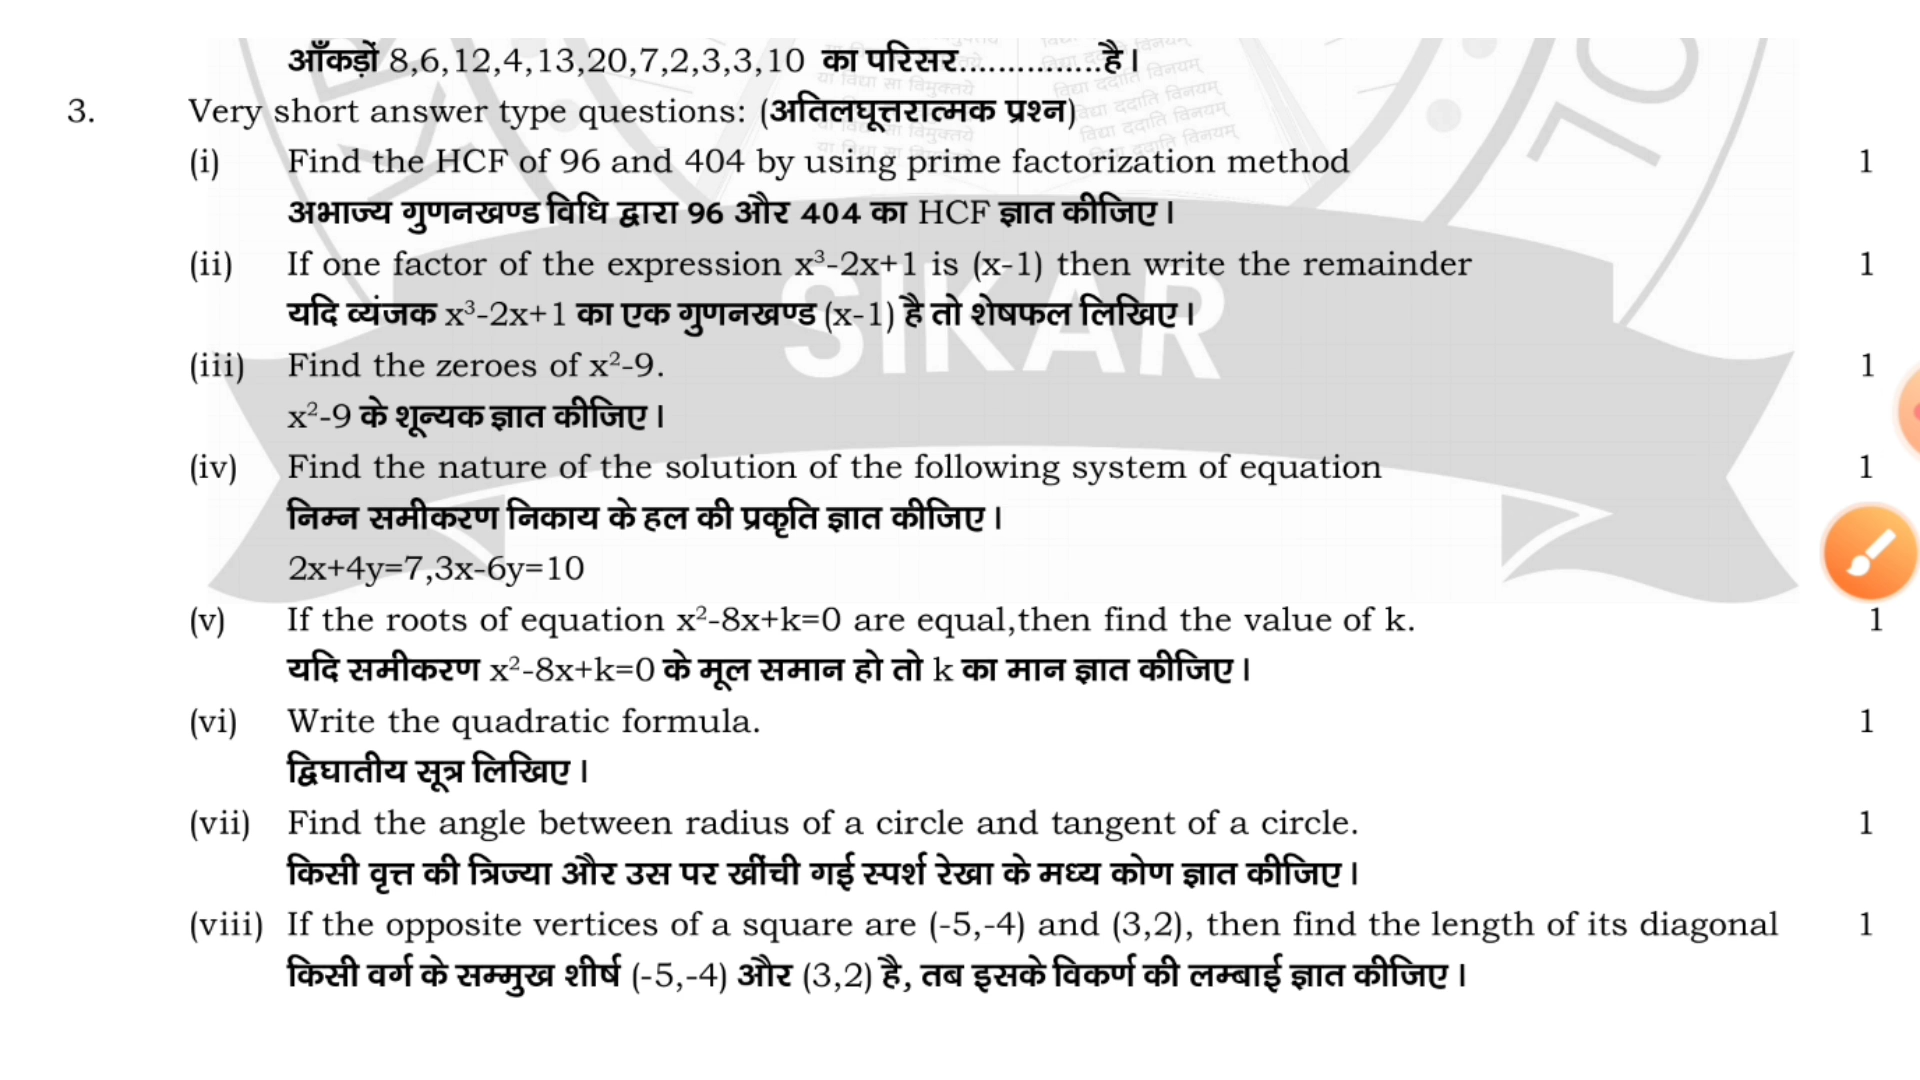 आँकड़ों 8,6,12,4,13,20,7,2,3,3,10 का परिसर...............है।
3. Very short answer type questions: (अतिलघूत्तरात्मक प्रश्न)
(i) Find the HCF of 96 and 404 by using prime factorization method 1
अभाज्य गुणनखण्ड विधि द्वारा 96 और 404 का HCF ज्ञात कीजिए।
(ii) If one factor of the expression x³-2x+1 is (x-1) then write the remainder 1
यदि व्यंजक x³-2x+1 का एक गुणनखण्ड (x-1) है तो शेषफल लिखिए।
(iii) Find the zeroes of x²-9. 1
x²-9 के शून्यक ज्ञात कीजिए।
(iv) Find the nature of the solution of the following system of equation 1
निम्न समीकरण निकाय के हल की प्रकृति ज्ञात कीजिए।
2x+4y=7,3x-6y=10
(v) If the roots of equation x²-8x+k=0 are equal,then find the value of k. 1
यदि समीकरण x²-8x+k=0 के मूल समान हो तो k का मान ज्ञात कीजिए।
(vi) Write the quadratic formula. 1
द्विघातीय सूत्र लिखिए।
(vii) Find the angle between radius of a circle and tangent of a circle. 1
किसी वृत्त की त्रिज्या और उस पर खींची गई स्पर्श रेखा के मध्य कोण ज्ञात कीजिए।
(viii) If the opposite vertices of a square are (-5,-4) and (3,2), then find the length of its diagonal 1
किसी वर्ग के सम्मुख शीर्ष (-5,-4) और (3,2) है, तब इसके विकर्ण की लम्बाई ज्ञात कीजिए।
SIKAR